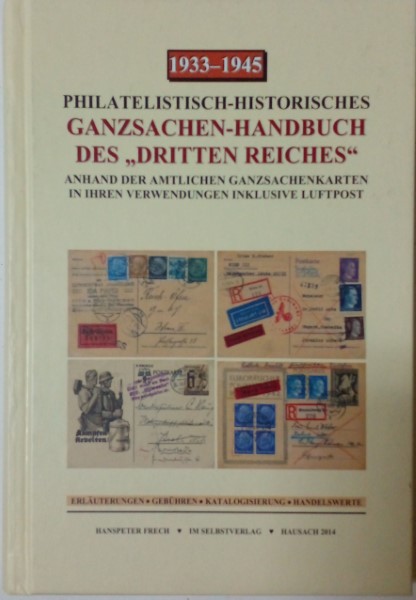 1933–1945
PHILATELISTISCH-HISTORISCHES
GANZSACHEN-HANDBUCH
DES „DRITTEN REICHES“
ANHAND DER AMTLICHEN GANZSACHENKARTEN
IN IHREN VERWENDUNGEN INKLUSIVE LUFTPOST
ERLÄUTERUNGEN • GEBÜHREN • KATALOGISIERUNG • HANDELSWERTE
HANSPETER FRECH ♥ IM SELBSTVERLAG ♥ HAUSACH 2014